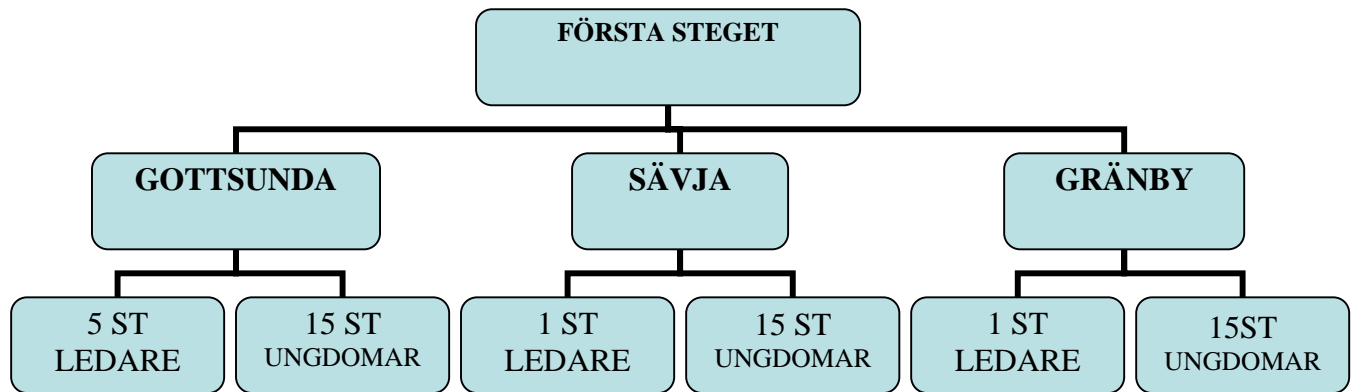 FÖRSTA STEGET
GOTTSUNDA
SÄVJA
GRÄNBY
5 ST
LEDARE
15 ST
UNGDOMAR
1 ST
LEDARE
15 ST
UNGDOMAR
1 ST
LEDARE
15ST
UNGDOMAR